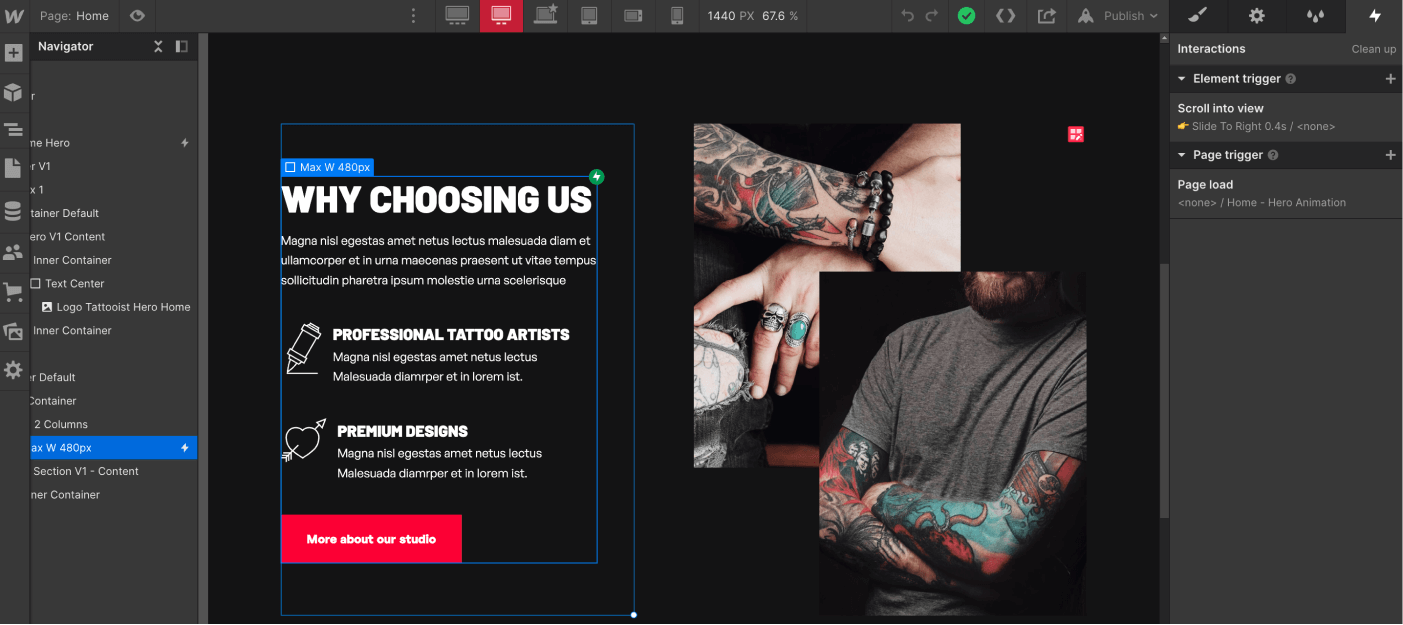 Page: Home
1440 PX 67.6 %
Publish
Navigator
r
me Hero
r V1
x 1
tainer Default
ero V1 Content
Inner Container
Text Center
Logo Tattooist Hero Home
Inner Container
r Default
Container
2 Columns
ax W 480px
Section V1 - Content
ner Container
Max W 480px
WHY CHOOSING US
Magna nisl egestas amet netus lectus malesuada diam et
ullamcorper et in urna maecenas praesent ut vitae tempus
sollicitudin pharetra ipsum molestie urna scelerisque
PROFESSIONAL TATTOO ARTISTS
Magna nisl egestas amet netus lectus
Malesuada diamrper et in lorem ist.
PREMIUM DESIGNS
Magna nisl egestas amet netus lectus
Malesuada diamrper et in lorem ist.
More about our studio
Interactions Clean up
Element trigger
Scroll into view
👉 Slide To Right 0.4s / <none>
Page trigger
Page load
<none> / Home - Hero Animation